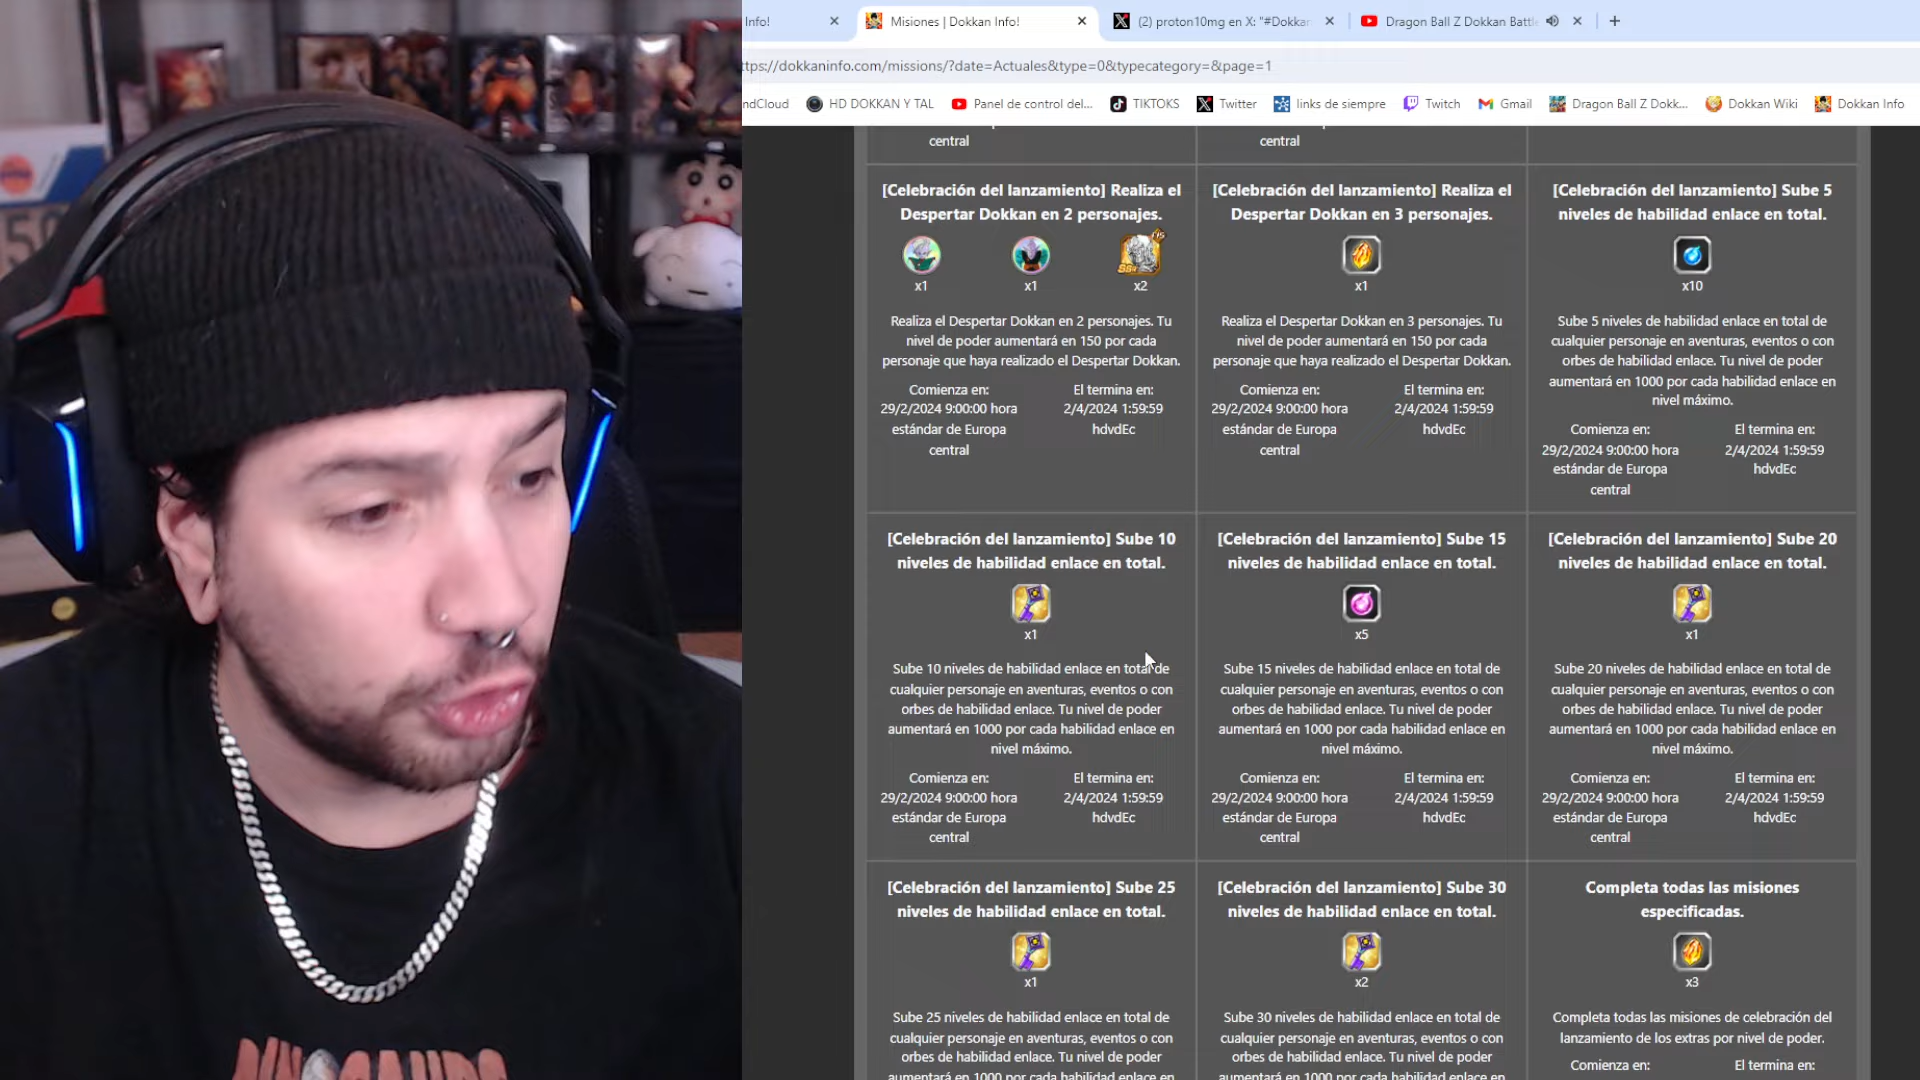 Info!
Misiones | Dokkan Info!
(2) proton10mg en X: "#Dokkan
Dragon Ball Z Dokkan Battl
ttps://dokkaninfo.com/missions/?date=Actuales&type=0&typecategory=&page=1
ndCloud
HD DOKKAN Y TAL
Panel de control del...
TIKTOKS
Twitter
links de siempre
Twitch
Gmail
Dragon Ball Z Dokk...
Dokkan Wiki
Dokkan Info
central
central
[Celebración del lanzamiento] Realiza el
Despertar Dokkan en 2 personajes.
x1
x1
x2
Realiza el Despertar Dokkan en 2 personajes. Tu
nivel de poder aumentará en 150 por cada
personaje que haya realizado el Despertar Dokkan.
Comienza en:
29/2/2024 9:00:00 hora
estándar de Europa
central
El termina en:
2/4/2024 1:59:59
hdvdEc
[Celebración del lanzamiento] Realiza el
Despertar Dokkan en 3 personajes.
x1
Realiza el Despertar Dokkan en 3 personajes. Tu
nivel de poder aumentará en 150 por cada
personaje que haya realizado el Despertar Dokkan.
Comienza en:
29/2/2024 9:00:00 hora
estándar de Europa
central
El termina en:
2/4/2024 1:59:59
hdvdEc
[Celebración del lanzamiento] Sube 5
niveles de habilidad enlace en total.
x10
Sube 5 niveles de habilidad enlace en total de
cualquier personaje en aventuras, eventos o con
orbes de habilidad enlace. Tu nivel de poder
aumentará en 1000 por cada habilidad enlace en
nivel máximo.
Comienza en:
29/2/2024 9:00:00 hora
estándar de Europa
central
El termina en:
2/4/2024 1:59:59
hdvdEc
[Celebración del lanzamiento] Sube 10
niveles de habilidad enlace en total.
x1
Sube 10 niveles de habilidad enlace en total de
cualquier personaje en aventuras, eventos o con
orbes de habilidad enlace. Tu nivel de poder
aumentará en 1000 por cada habilidad enlace en
nivel máximo.
Comienza en:
29/2/2024 9:00:00 hora
estándar de Europa
central
El termina en:
2/4/2024 1:59:59
hdvdEc
[Celebración del lanzamiento] Sube 15
niveles de habilidad enlace en total.
x5
Sube 15 niveles de habilidad enlace en total de
cualquier personaje en aventuras, eventos o con
orbes de habilidad enlace. Tu nivel de poder
aumentará en 1000 por cada habilidad enlace en
nivel máximo.
Comienza en:
29/2/2024 9:00:00 hora
estándar de Europa
central
El termina en:
2/4/2024 1:59:59
hdvdEc
[Celebración del lanzamiento] Sube 20
niveles de habilidad enlace en total.
x1
Sube 20 niveles de habilidad enlace en total de
cualquier personaje en aventuras, eventos o con
orbes de habilidad enlace. Tu nivel de poder
aumentará en 1000 por cada habilidad enlace en
nivel máximo.
Comienza en:
29/2/2024 9:00:00 hora
estándar de Europa
central
El termina en:
2/4/2024 1:59:59
hdvdEc
[Celebración del lanzamiento] Sube 25
niveles de habilidad enlace en total.
x1
Sube 25 niveles de habilidad enlace en total de
cualquier personaje en aventuras, eventos o con
orbes de habilidad enlace. Tu nivel de poder
aumentará en 1000 por cada habilidad enlace en
[Celebración del lanzamiento] Sube 30
niveles de habilidad enlace en total.
x2
Sube 30 niveles de habilidad enlace en total de
cualquier personaje en aventuras, eventos o con
orbes de habilidad enlace. Tu nivel de poder
aumentará en 1000 por cada habilidad enlace en
Completa todas las misiones
especificadas.
x3
Completa todas las misiones de celebración del
lanzamiento de los extras por nivel de poder.
Comienza en:
El termina en: